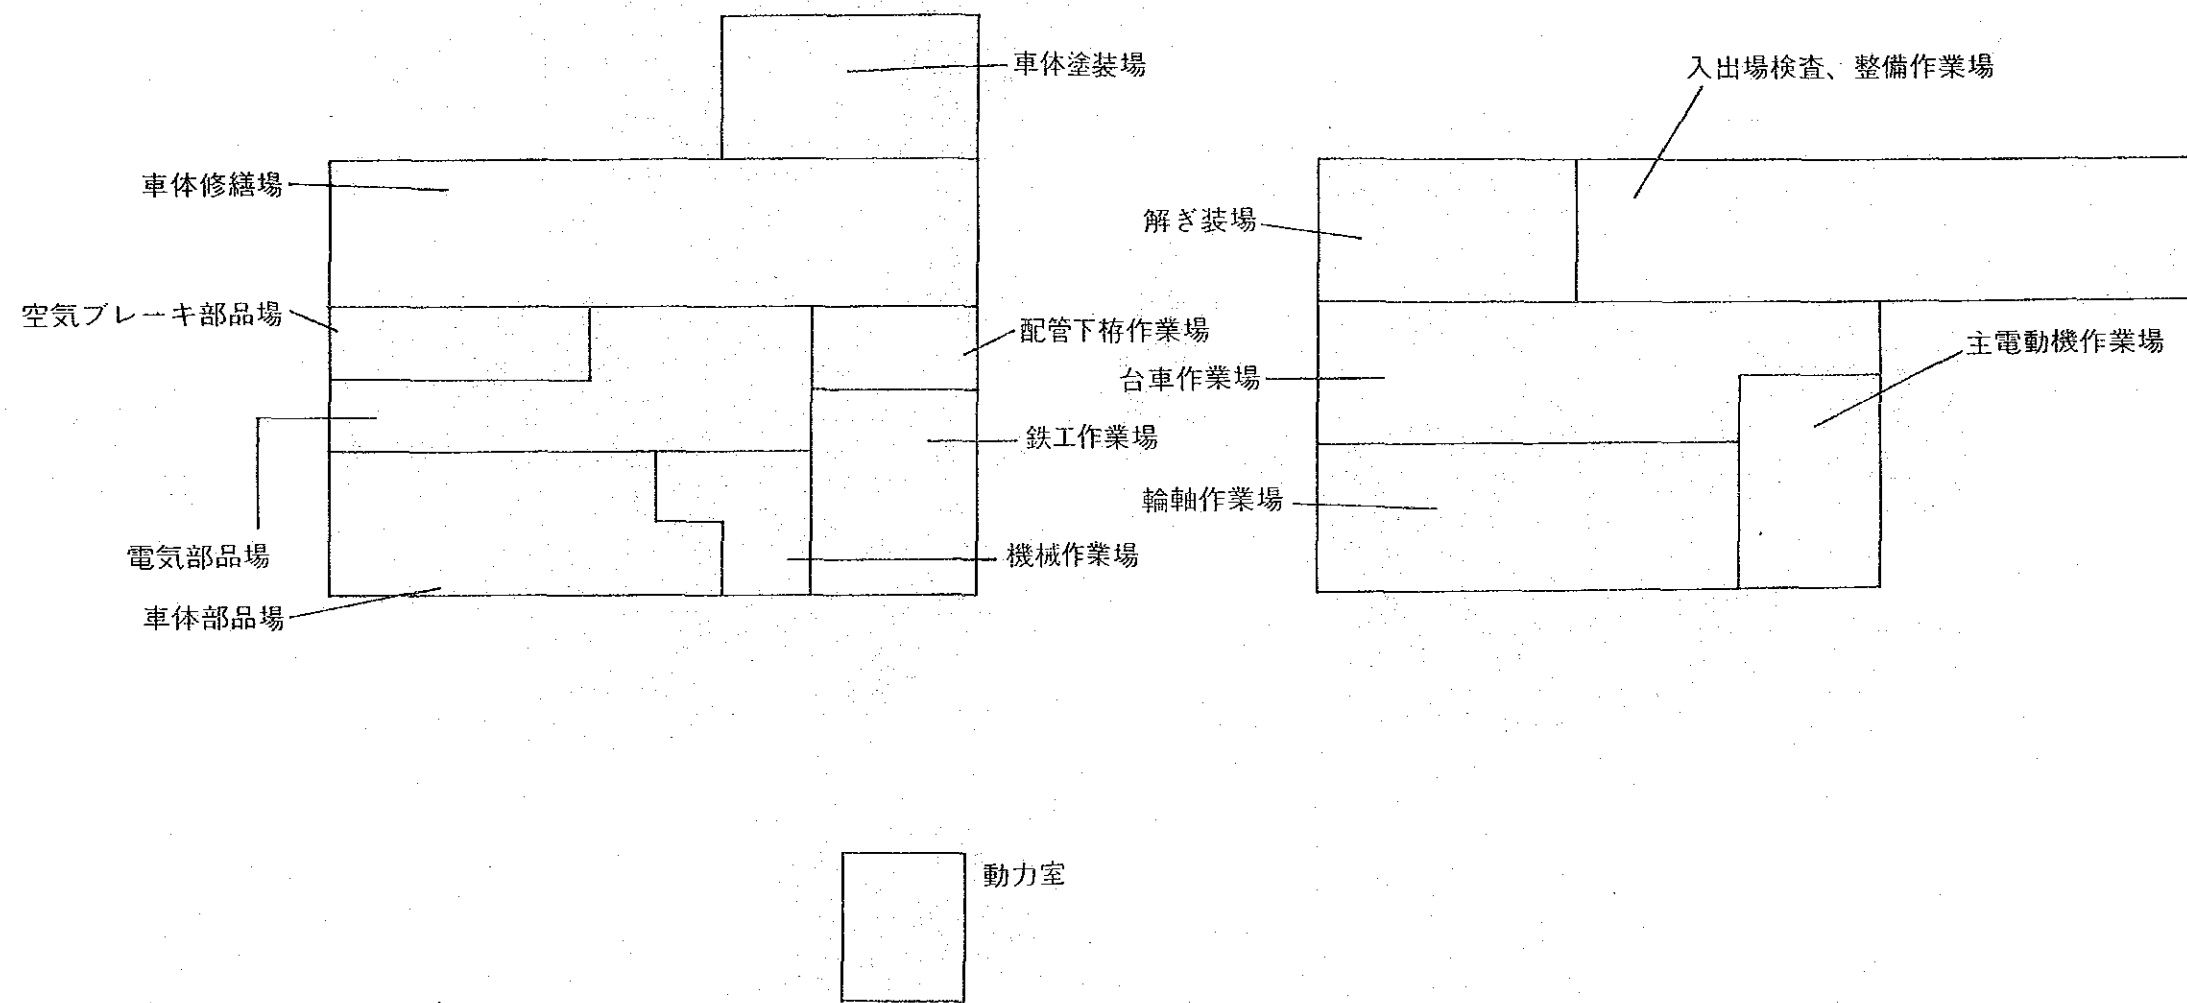 車体塗装場
車体修繕場
空気ブレーキ部品場
配管下栫作業場
鉄工作業場
電気部品場
機械作業場
車体部品場
入出場検査、整備作業場
解ぎ装場
主電動機作業場
台車作業場
輪軸作業場
動力室